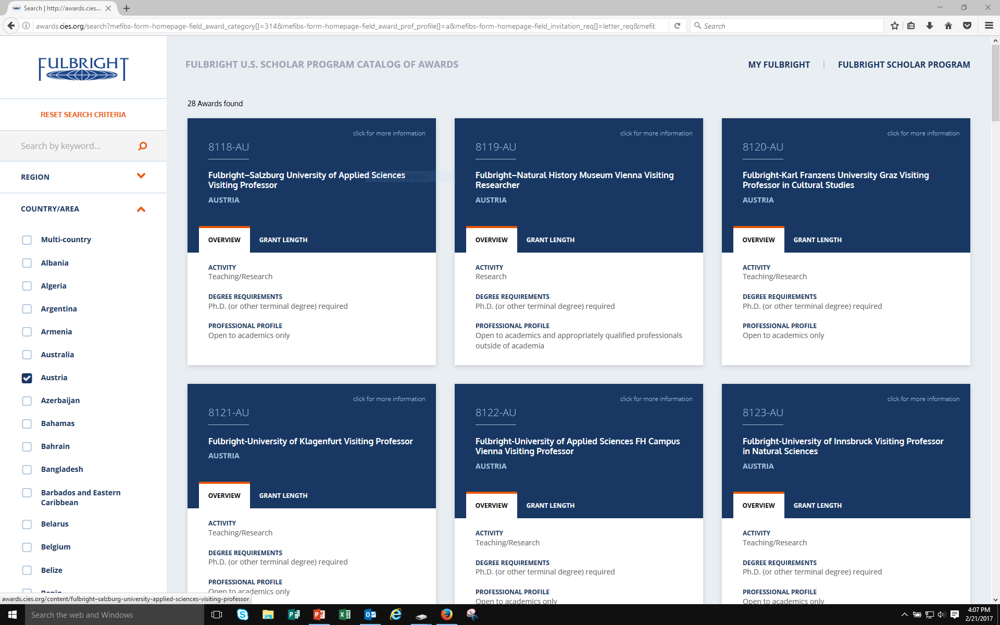 Search | http://awards.cies...
awards.cies.org/search?mefibs-form-homepage-field_award_category[]=314&mefibs-form-homepage-field_award_prof_profile[]=a&mefibs-form-homepage-field_invitation_req[]=letter_req&mefib
Search
FULBRIGHT
RESET SEARCH CRITERIA
Search by keyword...
REGION
COUNTRY/AREA
Multi-country
Albania
Algeria
Argentina
Armenia
Australia
Austria
Azerbaijan
Bahamas
Bahrain
Bangladesh
Barbados and Eastern
Caribbean
Belarus
Belgium
Belize
Benin
FULBRIGHT U.S. SCHOLAR PROGRAM CATALOG OF AWARDS
MY FULBRIGHT | FULBRIGHT SCHOLAR PROGRAM
28 Awards found
click for more information
8118-AU
Fulbright–Salzburg University of Applied Sciences
Visiting Professor
AUSTRIA
OVERVIEW GRANT LENGTH
ACTIVITY
Teaching/Research
DEGREE REQUIREMENTS
Ph.D. (or other terminal degree) required
PROFESSIONAL PROFILE
Open to academics only
click for more information
8119-AU
Fulbright–Natural History Museum Vienna Visiting
Researcher
AUSTRIA
OVERVIEW GRANT LENGTH
ACTIVITY
Research
DEGREE REQUIREMENTS
Ph.D. (or other terminal degree) required
PROFESSIONAL PROFILE
Open to academics and appropriately qualified professionals
outside of academia
click for more information
8120-AU
Fulbright-Karl Franzens University Graz Visiting
Professor in Cultural Studies
AUSTRIA
OVERVIEW GRANT LENGTH
ACTIVITY
Teaching/Research
DEGREE REQUIREMENTS
Ph.D. (or other terminal degree) required
PROFESSIONAL PROFILE
Open to academics only
click for more information
8121-AU
Fulbright-University of Klagenfurt Visiting Professor
AUSTRIA
OVERVIEW GRANT LENGTH
ACTIVITY
Teaching/Research
DEGREE REQUIREMENTS
Ph.D. (or other terminal degree) required
PROFESSIONAL PROFILE
Open to academics only
click for more information
8122-AU
Fulbright-University of Applied Sciences FH Campus
Vienna Visiting Professor
AUSTRIA
OVERVIEW GRANT LENGTH
ACTIVITY
Teaching/Research
DEGREE REQUIREMENTS
Ph.D. (or other terminal degree) required
PROFESSIONAL PROFILE
Open to academics only
click for more information
8123-AU
Fulbright-University of Innsbruck Visiting Professor
in Natural Sciences
AUSTRIA
OVERVIEW GRANT LENGTH
ACTIVITY
Teaching/Research
DEGREE REQUIREMENTS
Ph.D. (or other terminal degree) required
PROFESSIONAL PROFILE
Open to academics only
awards.cies.org/content/fulbright–salzburg-university-applied-sciences-visiting-professor
Search the web and Windows
4:07 PM
2/21/2017